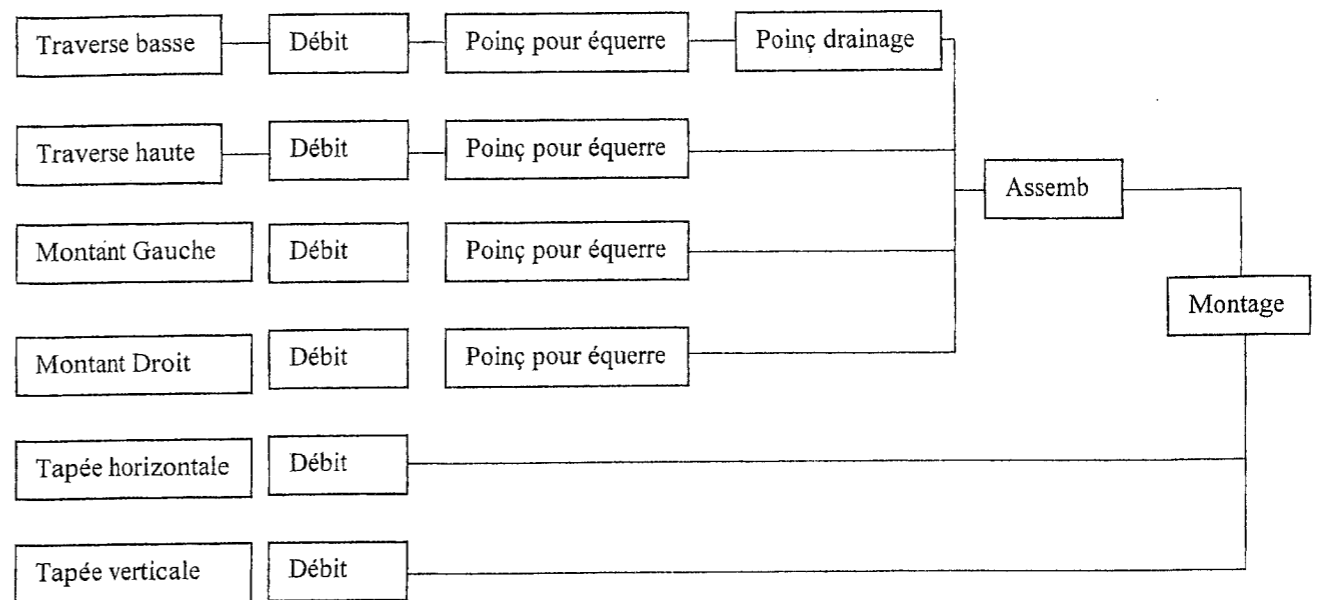 Traverse basse Débit Poinç pour équerre Poinç drainage
Traverse haute Débit Poinç pour équerre
Assemb
Montant Gauche Débit Poinç pour équerre
Montage
Montant Droit Débit Poinç pour équerre
Tapée horizontale Débit
Tapée verticale Débit